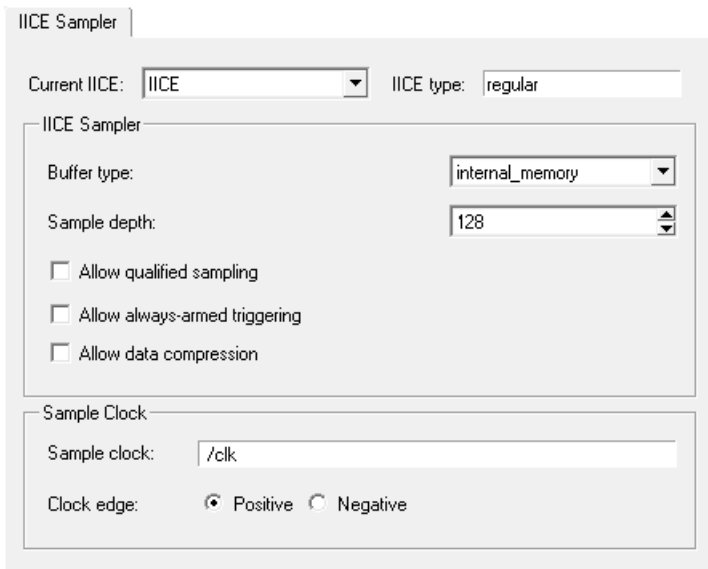 IICE Sampler
Current IICE: IICE IICE type: regular
IICE Sampler
Buffer type: internal_memory
Sample depth: 128
Allow qualified sampling
Allow always-armed triggering
Allow data compression
Sample Clock
Sample clock: /clk
Clock edge: Positive Negative